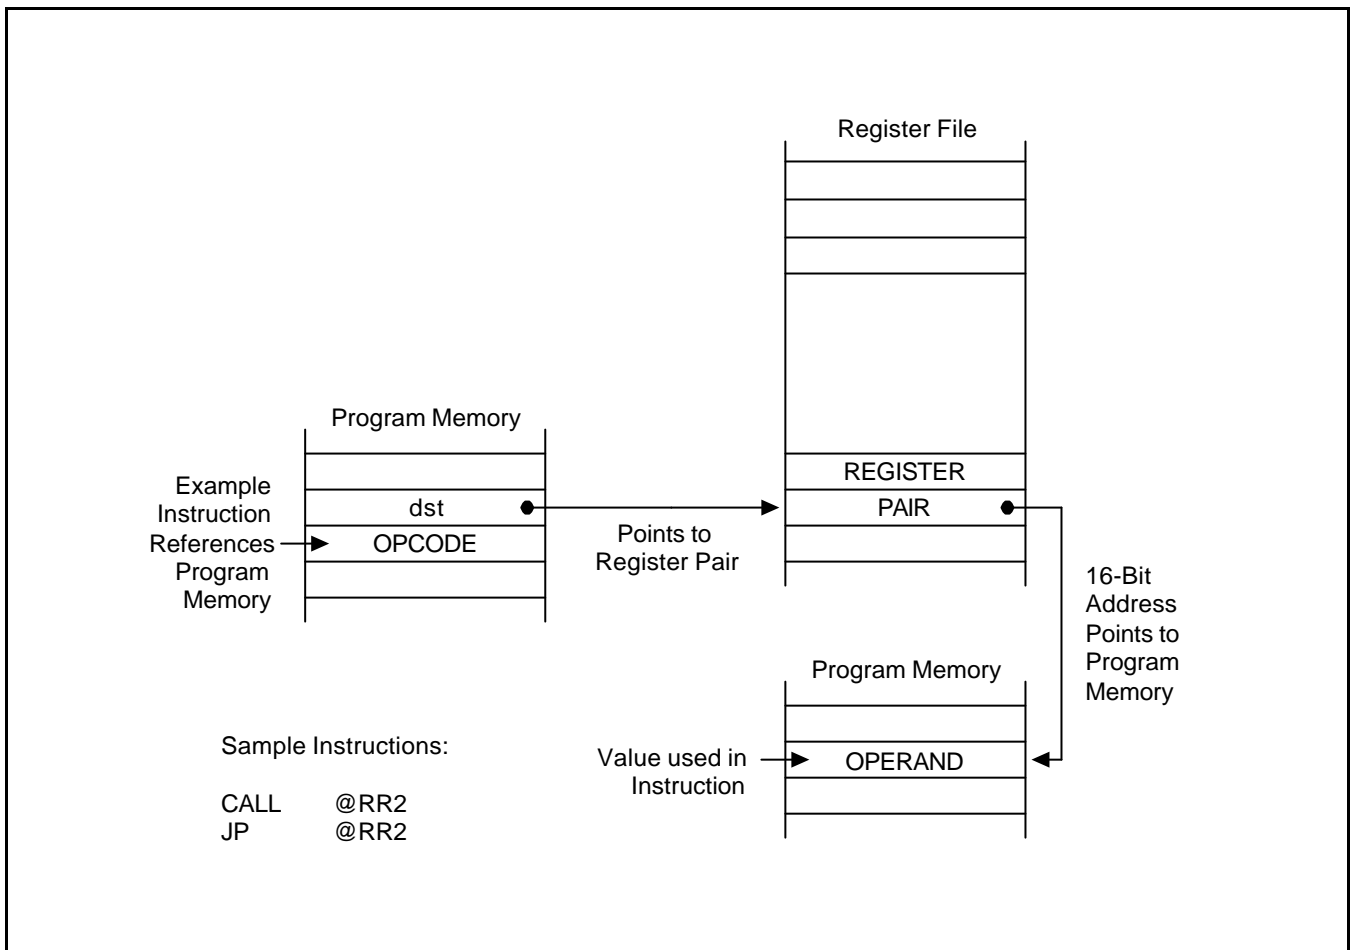 Register File
Program Memory
REGISTER
Example
Instruction
References
Program
Memory
dst
PAIR
OPCODE
Points to
Register Pair
16-Bit
Address
Points to
Program
Memory
Program Memory
Sample Instructions:
Value used in
Instruction
OPERAND
CALL @RR2
JP @RR2